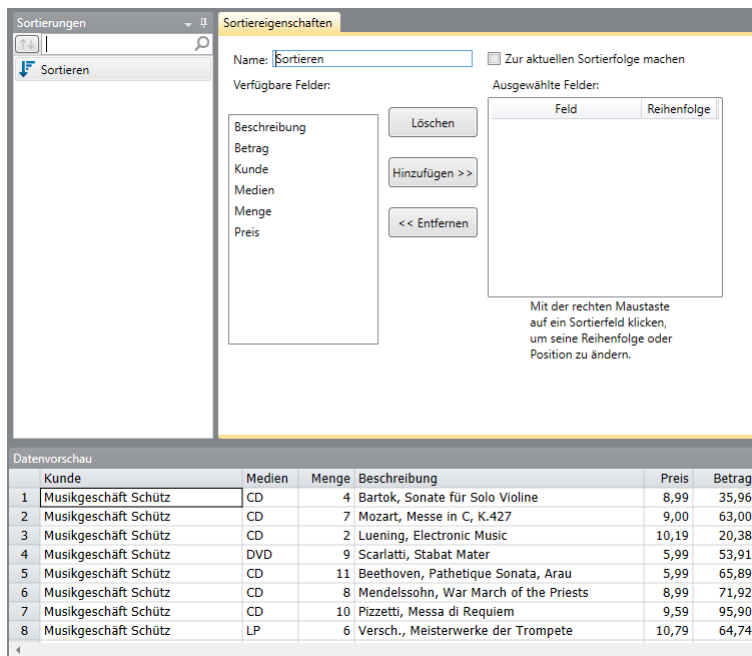 Sortierungen
Sortieren
Sortiereigenschaften
Name: Sortieren
Zur aktuellen Sortierfolge machen
Verfügbare Felder:
Beschreibung
Betrag
Kunde
Medien
Menge
Preis
Löschen
Hinzufügen >>
<< Entfernen
Ausgewählte Felder:
Feld Reihenfolge
Mit der rechten Maustaste
auf ein Sortierfeld klicken,
um seine Reihenfolge oder
Position zu ändern.
Datenvorschau
Kunde Medien Menge Beschreibung Preis Betrag
1 Musikgeschäft Schütz CD 4 Bartok, Sonate für Solo Violine 8,99 35,96
2 Musikgeschäft Schütz CD 7 Mozart, Messe in C, K.427 9,00 63,00
3 Musikgeschäft Schütz CD 2 Luening, Electronic Music 10,19 20,38
4 Musikgeschäft Schütz DVD 9 Scarlatti, Stabat Mater 5,99 53,91
5 Musikgeschäft Schütz CD 11 Beethoven, Pathetique Sonata, Arau 5,99 65,89
6 Musikgeschäft Schütz CD 8 Mendelssohn, War March of the Priests 8,99 71,92
7 Musikgeschäft Schütz CD 10 Pizzetti, Messa di Requiem 9,59 95,90
8 Musikgeschäft Schütz LP 6 Versch., Meisterwerke der Trompete 10,79 64,74